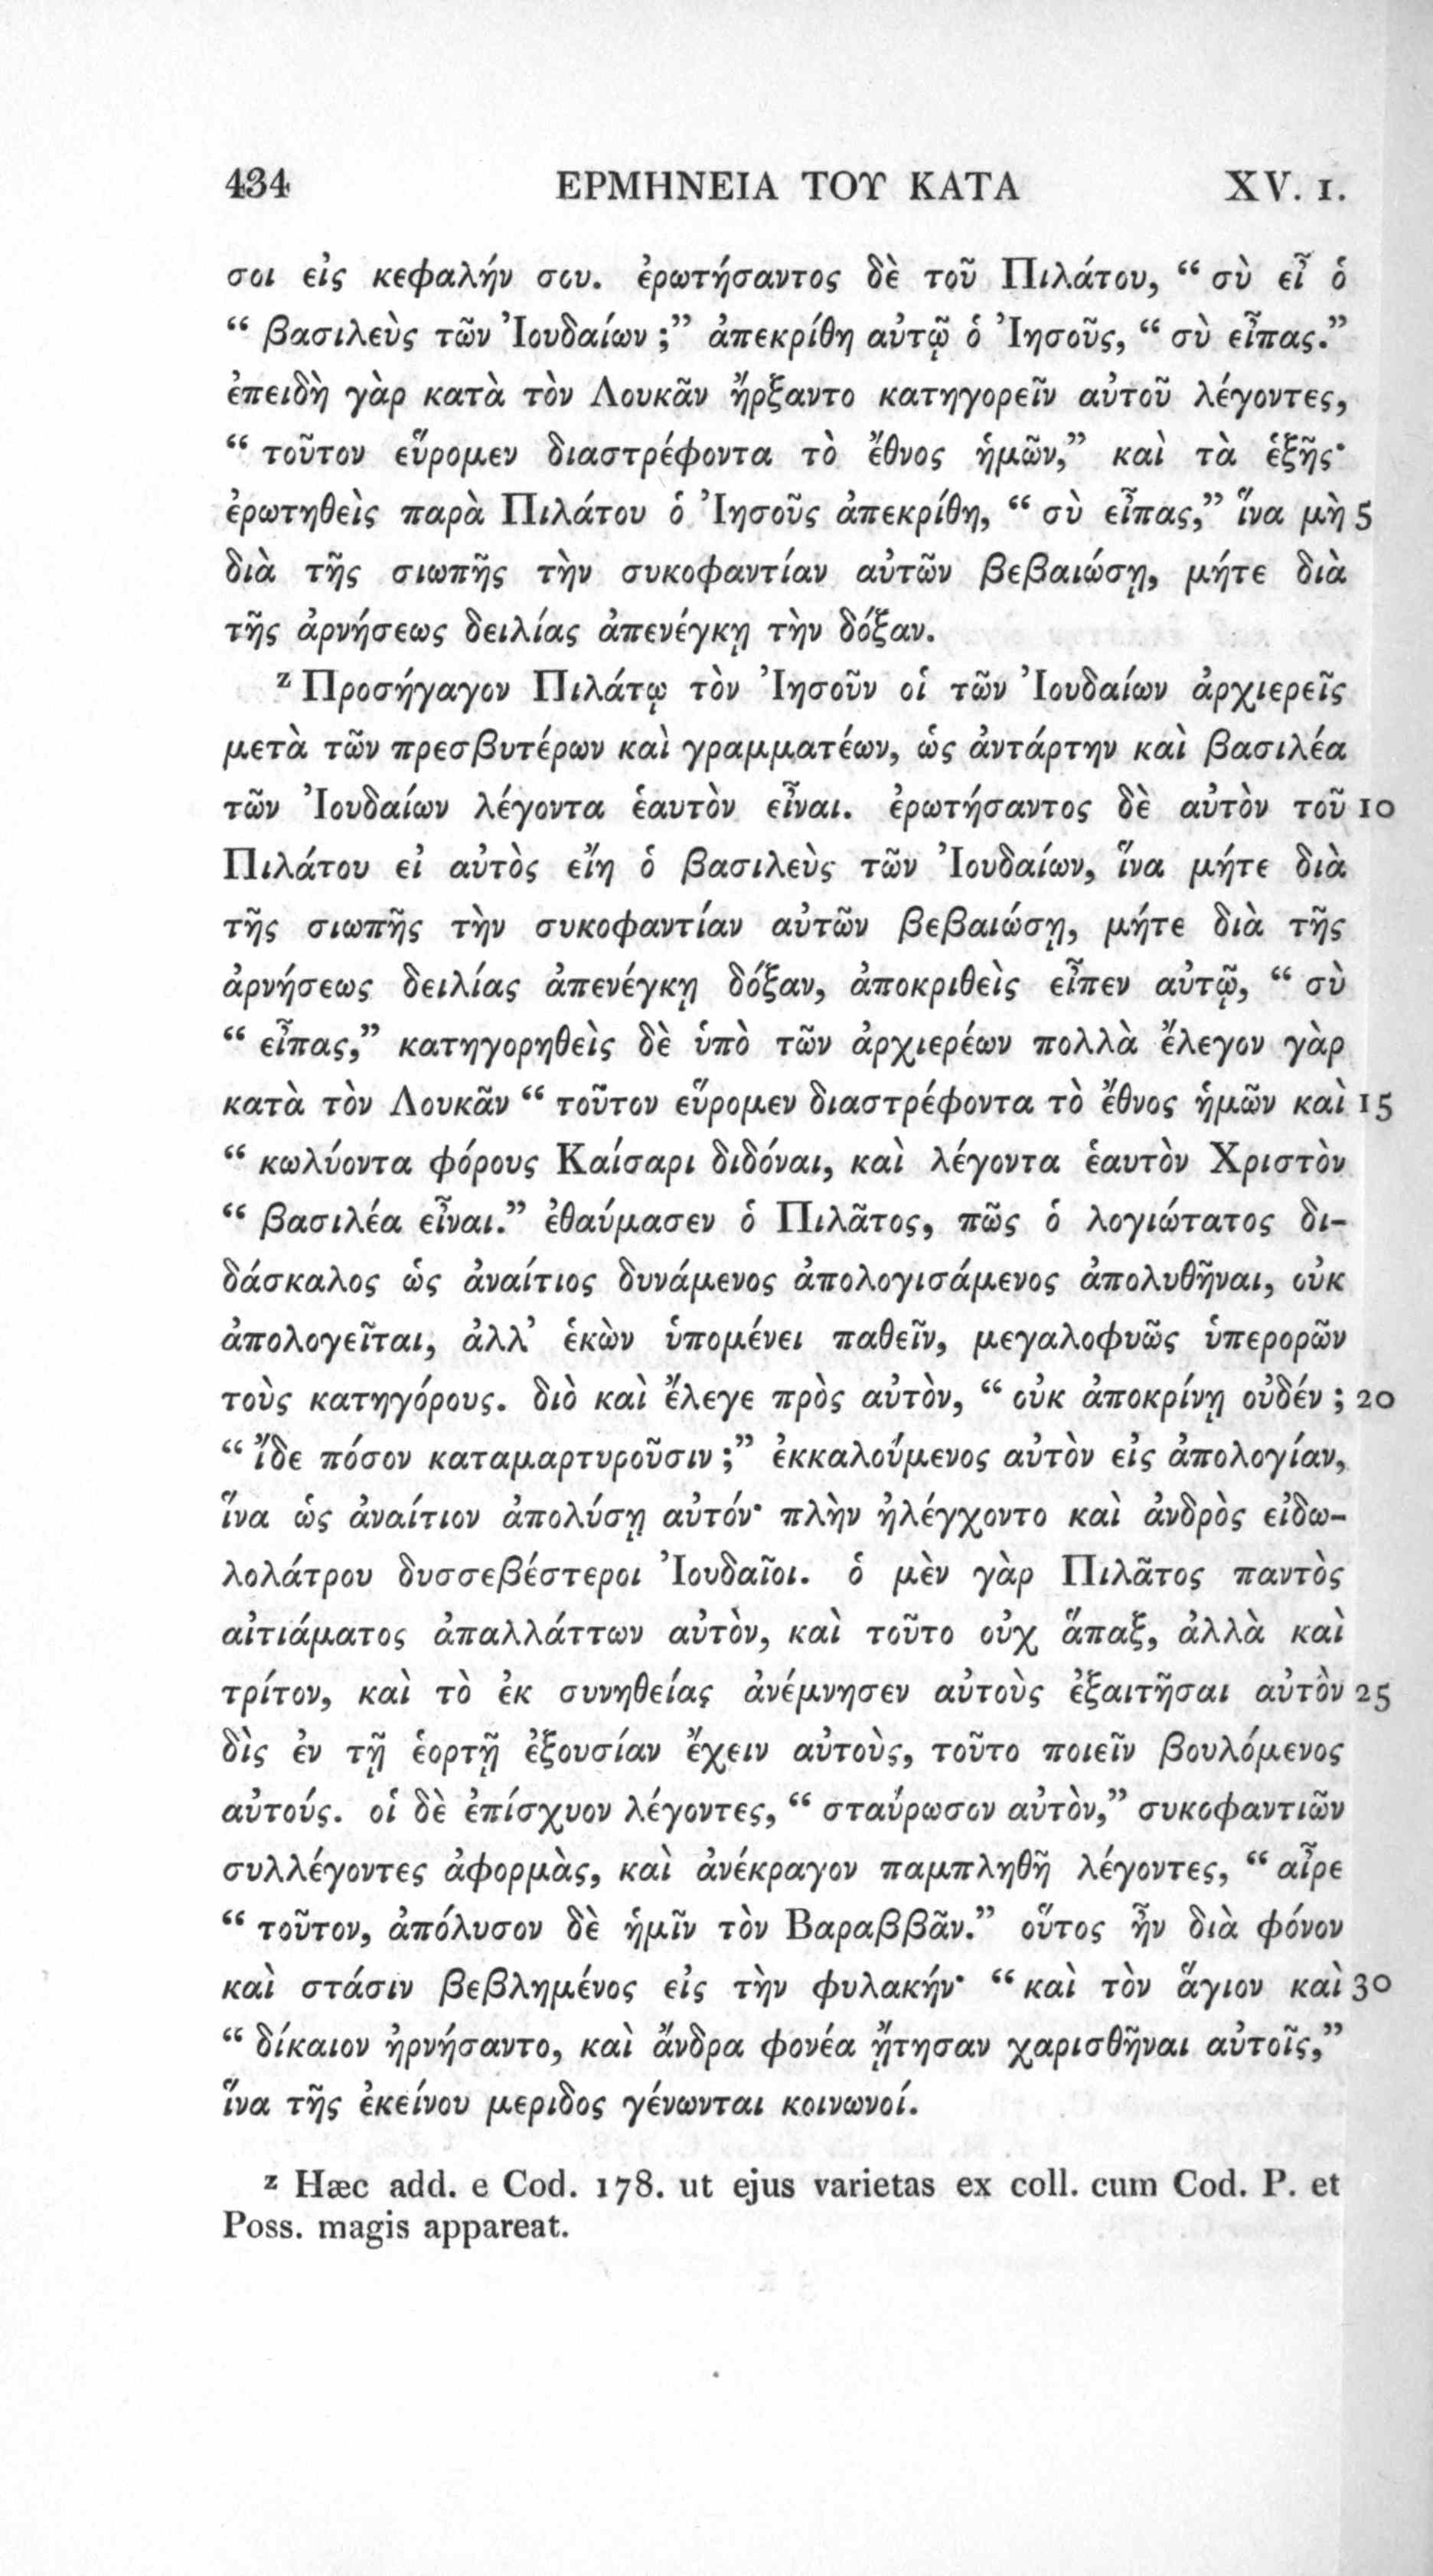 434 ΕΡΜΗΝΕΙΑ ΤΟΥ ΚΑΤΑ XV. 1.
σοι εἰς κεφαλήν σου. ἐρωτήσαντος δὲ τοῦ Πιλάτου, “ σὺ εἶ ὁ
“ βασιλεὺς τῶν Ἰουδαίων ;” ἀπεκρίθη αὐτῷ ὁ Ἰησοῦς, “ σὺ εἶπας.”
ἐπειδὴ γὰρ κατὰ τὸν Λουκᾶν ἤρξαντο κατηγορεῖν αὐτοῦ λέγοντες,
“ τοῦτον εὕρομεν διαστρέφοντα τὸ ἔθνος ἡμῶν,” καὶ τὰ ἑξῆς·
ἐρωτηθεὶς παρὰ Πιλάτου ὁ Ἰησοῦς ἀπεκρίθη, “ σὺ εἶπας,” ἵνα μὴ 5
διὰ τῆς σιωπῆς τὴν συκοφαντίαν αὐτῶν βεβαιώσῃ, μήτε διὰ
τῆς ἀρνήσεως δειλίας ἀπενέγκῃ τὴν δόξαν.
z Προσήγαγον Πιλάτῳ τὸν Ἰησοῦν οἱ τῶν Ἰουδαίων ἀρχιερεῖς
μετὰ τῶν πρεσβυτέρων καὶ γραμματέων, ὡς ἀντάρτην καὶ βασιλέα
τῶν Ἰουδαίων λέγοντα ἑαυτὸν εἶναι. ἐρωτήσαντος δὲ αὐτὸν τοῦ 10
Πιλάτου εἰ αὐτὸς εἴη ὁ βασιλεὺς τῶν Ἰουδαίων, ἵνα μήτε διὰ
τῆς σιωπῆς τὴν συκοφαντίαν αὐτῶν βεβαιώσῃ, μήτε διὰ τῆς
ἀρνήσεως δειλίας ἀπενέγκῃ δόξαν, ἀποκριθεὶς εἶπεν αὐτῷ, “ σὺ
“ εἶπας,” κατηγορηθεὶς δὲ ὑπὸ τῶν ἀρχιερέων πολλὰ ἔλεγον γὰρ
κατὰ τὸν Λουκᾶν “ τοῦτον εὕρομεν διαστρέφοντα τὸ ἔθνος ἡμῶν καὶ 15
“ κωλύοντα φόρους Καίσαρι διδόναι, καὶ λέγοντα ἑαυτὸν Χριστὸν
“ βασιλέα εἶναι.” ἐθαύμασεν ὁ Πιλᾶτος, πῶς ὁ λογιώτατος δι-
δάσκαλος ὡς ἀναίτιος δυνάμενος ἀπολογισάμενος ἀπολυθῆναι, οὐκ
ἀπολογεῖται, ἀλλ’ ἑκὼν ὑπομένει παθεῖν, μεγαλοφυῶς ὑπερορῶν
τοὺς κατηγόρους. διὸ καὶ ἔλεγε πρὸς αὐτὸν, “ οὐκ ἀποκρίνῃ οὐδέν ; 20
“ ἴδε πόσον καταμαρτυροῦσιν ;” ἐκκαλούμενος αὐτὸν εἰς ἀπολογίαν,
ἵνα ὡς ἀναίτιον ἀπολύσῃ αὐτόν· πλὴν ἠλέγχοντο καὶ ἀνδρὸς εἰδω-
λολάτρου δυσσεβέστεροι Ἰουδαῖοι. ὁ μὲν γὰρ Πιλᾶτος παντὸς
αἰτιάματος ἀπαλλάττων αὐτὸν, καὶ τοῦτο οὐχ ἅπαξ, ἀλλὰ καὶ
τρίτον, καὶ τὸ ἐκ συνηθείας ἀνέμνησεν αὐτοὺς ἐξαιτῆσαι αὐτὸν 25
δὶς ἐν τῇ ἑορτῇ ἐξουσίαν ἔχειν αὐτοὺς, τοῦτο ποιεῖν βουλόμενος
αὐτούς. οἱ δὲ ἐπίσχυον λέγοντες, “ σταύρωσον αὐτὸν,” συκοφαντιῶν
συλλέγοντες ἀφορμὰς, καὶ ἀνέκραγον παμπληθῆ λέγοντες, “ αἶρε
“ τοῦτον, ἀπόλυσον δὲ ἡμῖν τὸν Βαραββᾶν.” οὕτος ἦν διὰ φόνον
καὶ στάσιν βεβλημένος εἰς τὴν φυλακήν· “ καὶ τὸν ἅγιον καὶ 30
“ δίκαιον ἠρνήσαντο, καὶ ἄνδρα φονέα ᾔτησαν χαρισθῆναι αὐτοῖς,”
ἵνα τῆς ἐκείνου μεριδος γένωνται κοινωνοί.
z Hæc add. e Cod. 178. ut ejus varietas ex coll. cum Cod. P. et
Poss. magis appareat.